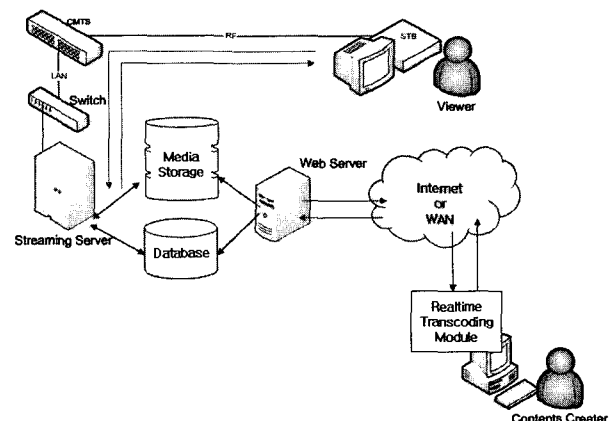 CMTS
RF
STB
LAN
Switch
Viewer
Media
Storage
Web Server
Internet
or
WAN
Streaming Server
Database
Realtime
Transcoding
Module
Contents Creater